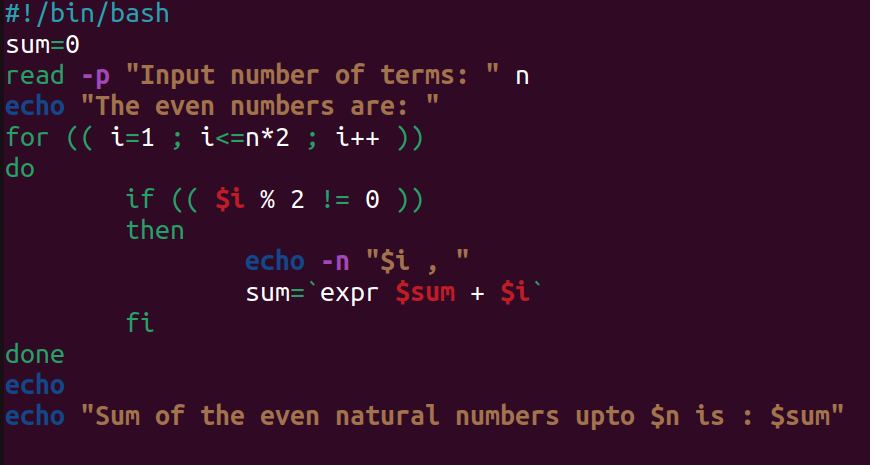 #!/bin/bash
sum=0
read -p "Input number of terms: " n
echo "The even numbers are: "
for (( i=1 ; i<=n*2 ; i++ ))
do
        if (( $i % 2 != 0 ))
        then
                echo -n "$i , "
                sum=`expr $sum + $i`
        fi
done
echo
echo "Sum of the even natural numbers upto $n is : $sum"